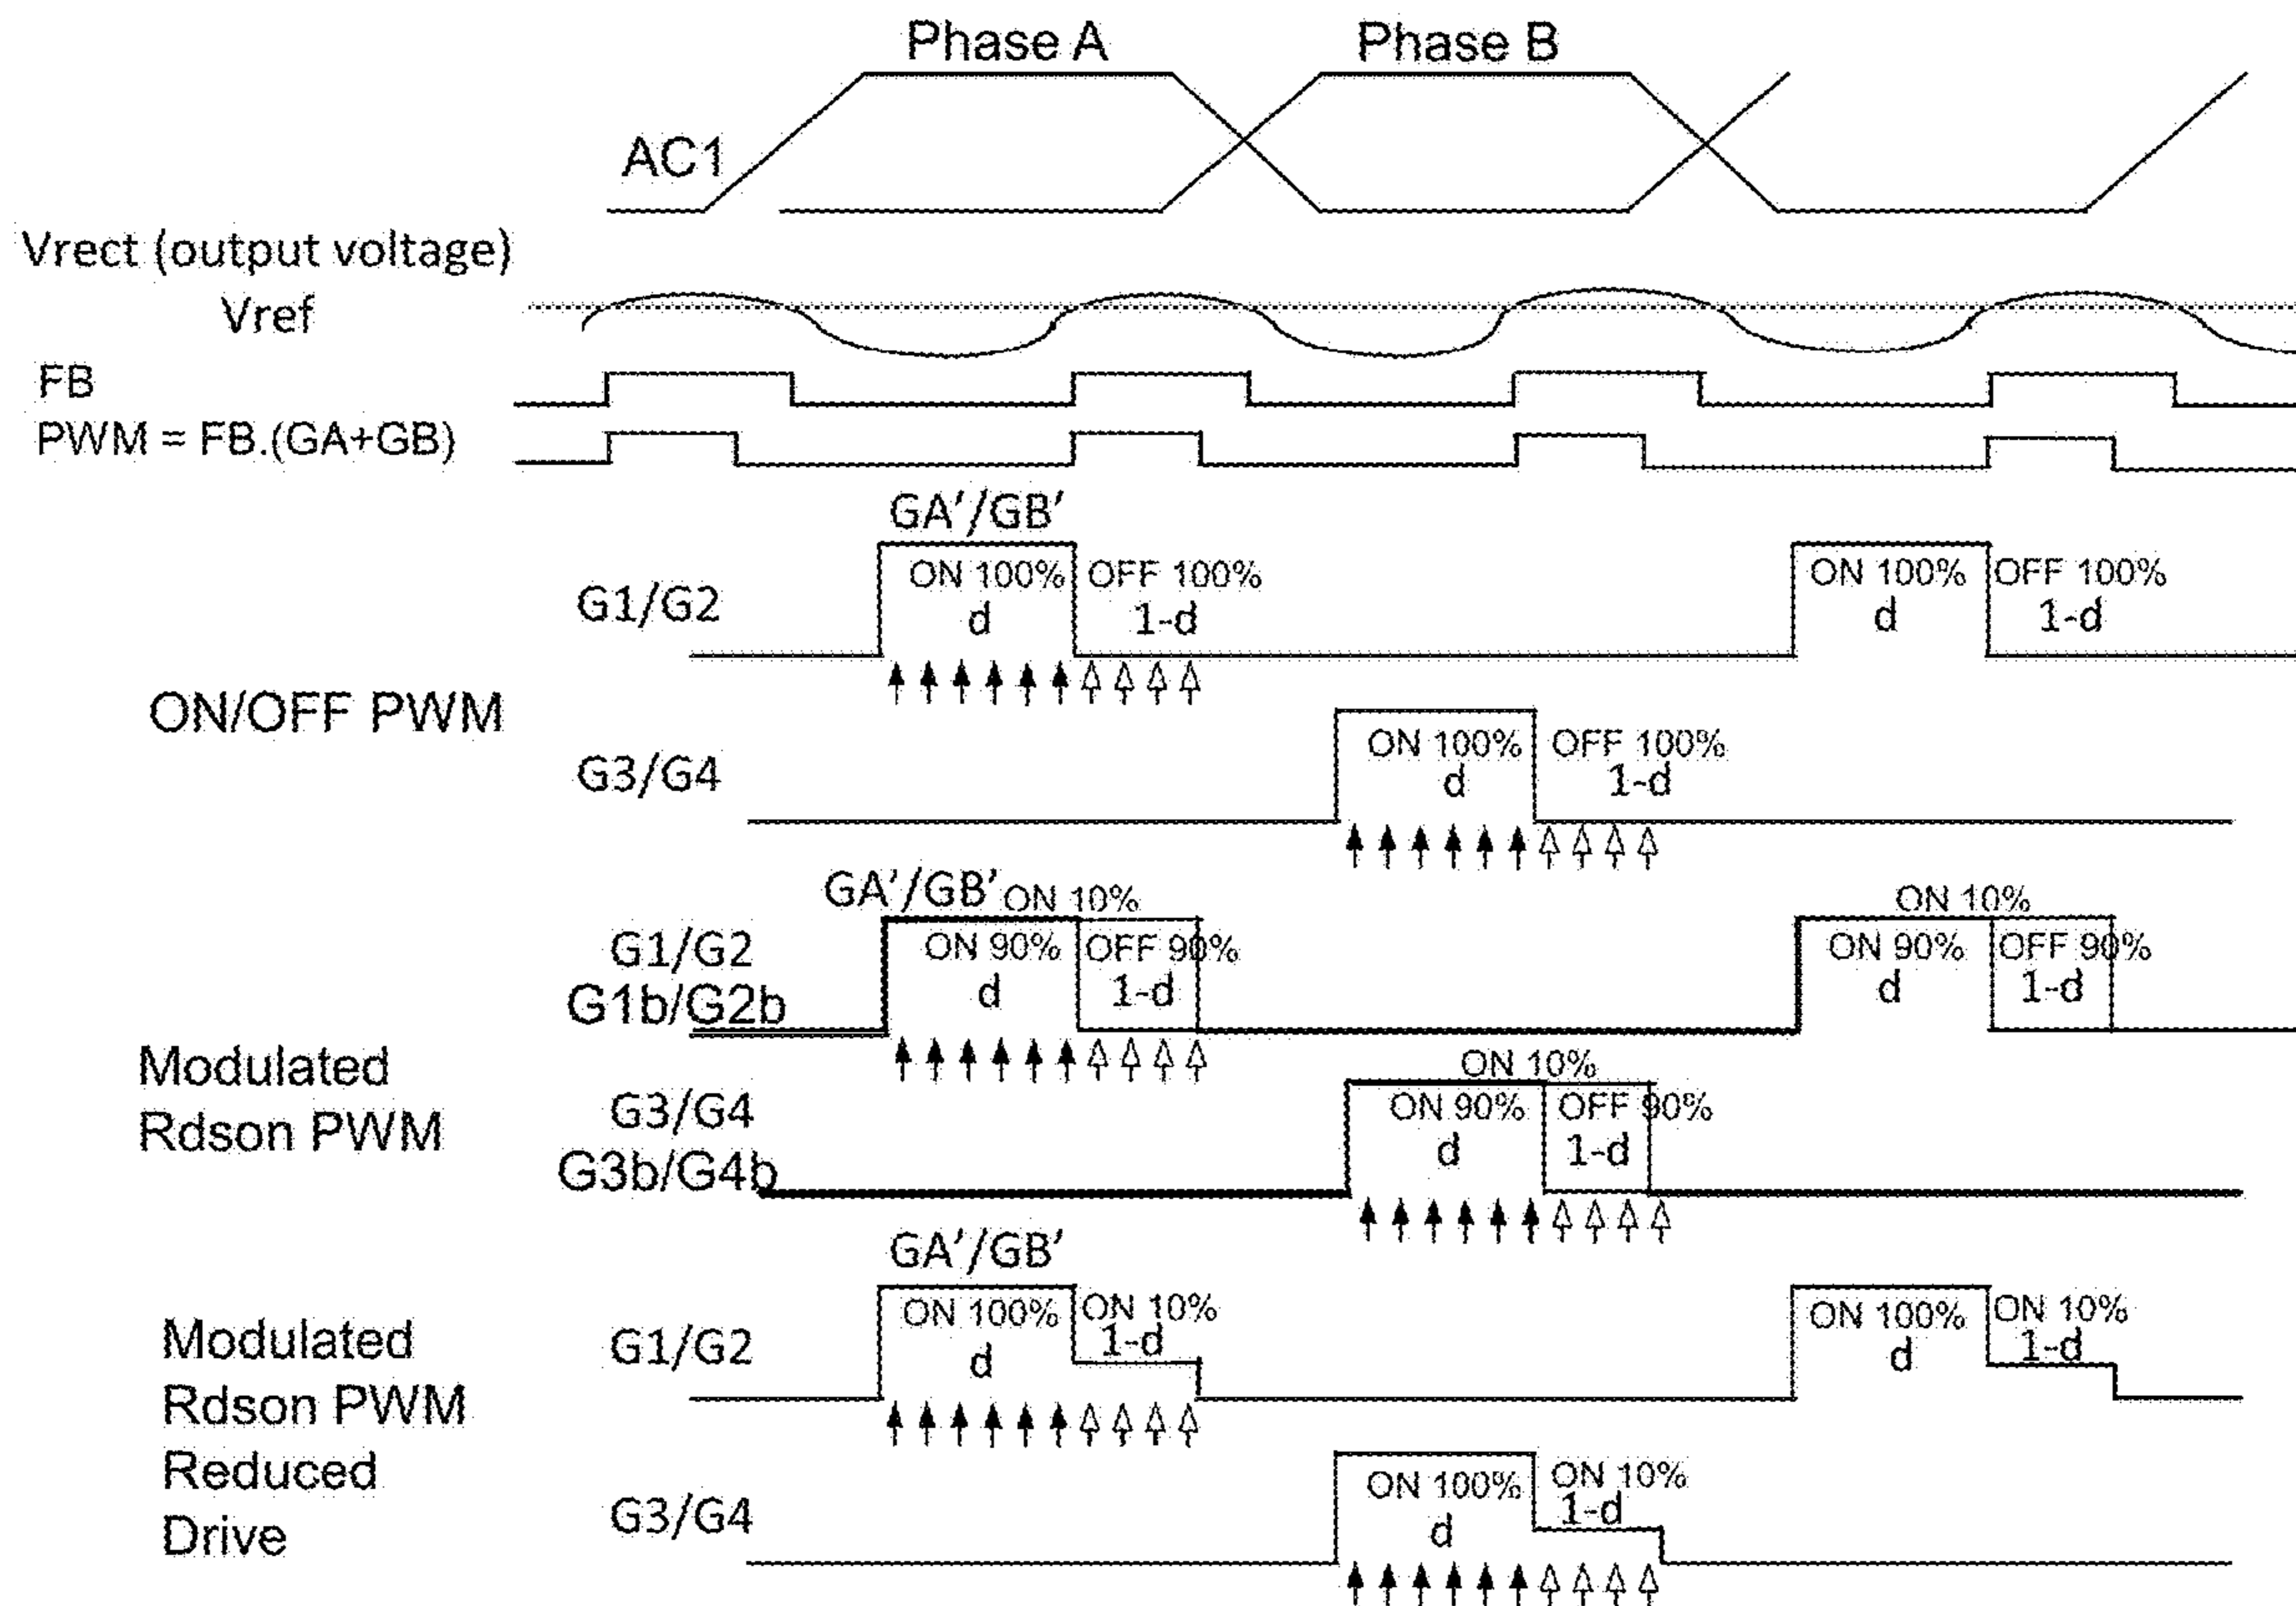 Phase A
Phase B
AC1
Vrect (output voltage)
Vref
FB
PWM = FB.(GA+GB)
GA'/GB'
G1/G2
ON 100%
d
OFF 100%
1-d
ON 100%
d
OFF 100%
1-d
ON/OFF PWM
G3/G4
ON 100%
d
OFF 100%
1-d
GA'/GB'
ON 10%
ON 10%
G1/G2
G1b/G2b
ON 90%
d
OFF 90%
1-d
ON 90%
d
OFF 90%
1-d
Modulated
Rdson PWM
ON 10%
G3/G4
G3b/G4b
ON 90%
d
OFF 90%
1-d
GA'/GB'
Modulated
Rdson PWM
Reduced
Drive
G1/G2
ON 100%
d
ON 10%
1-d
ON 100%
d
ON 10%
1-d
G3/G4
ON 100%
d
ON 10%
1-d